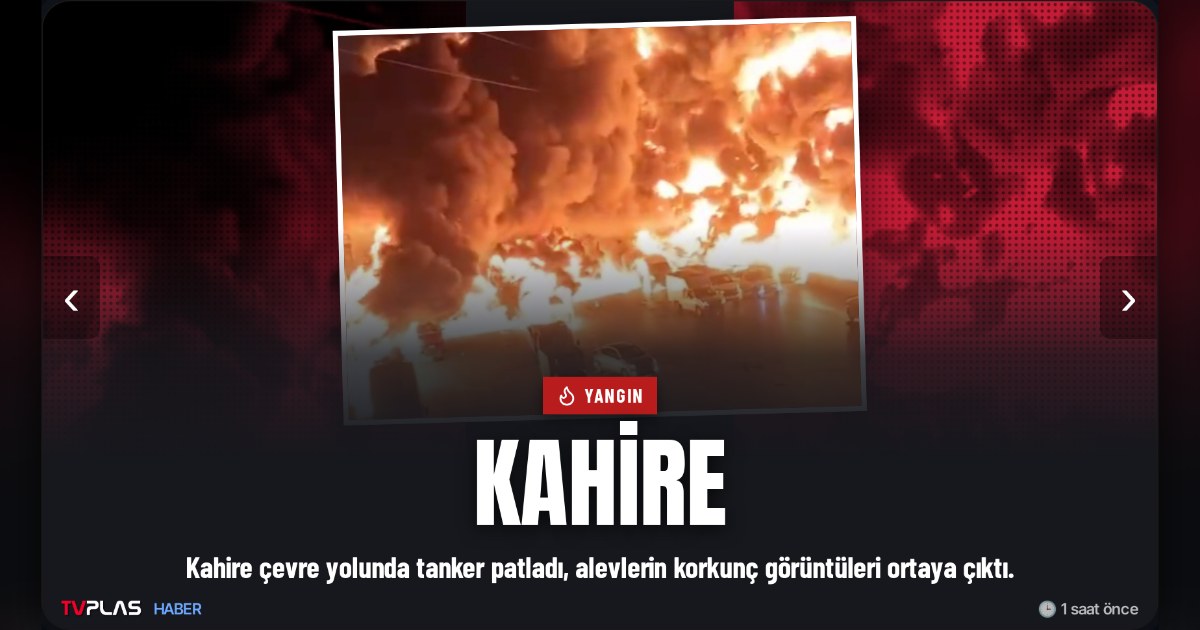 YANGIN
KAHİRE
Kahire çevre yolunda tanker patladı, alevlerin korkunç görüntüleri ortaya çıktı.
TVPLAS HABER
1 saat önce